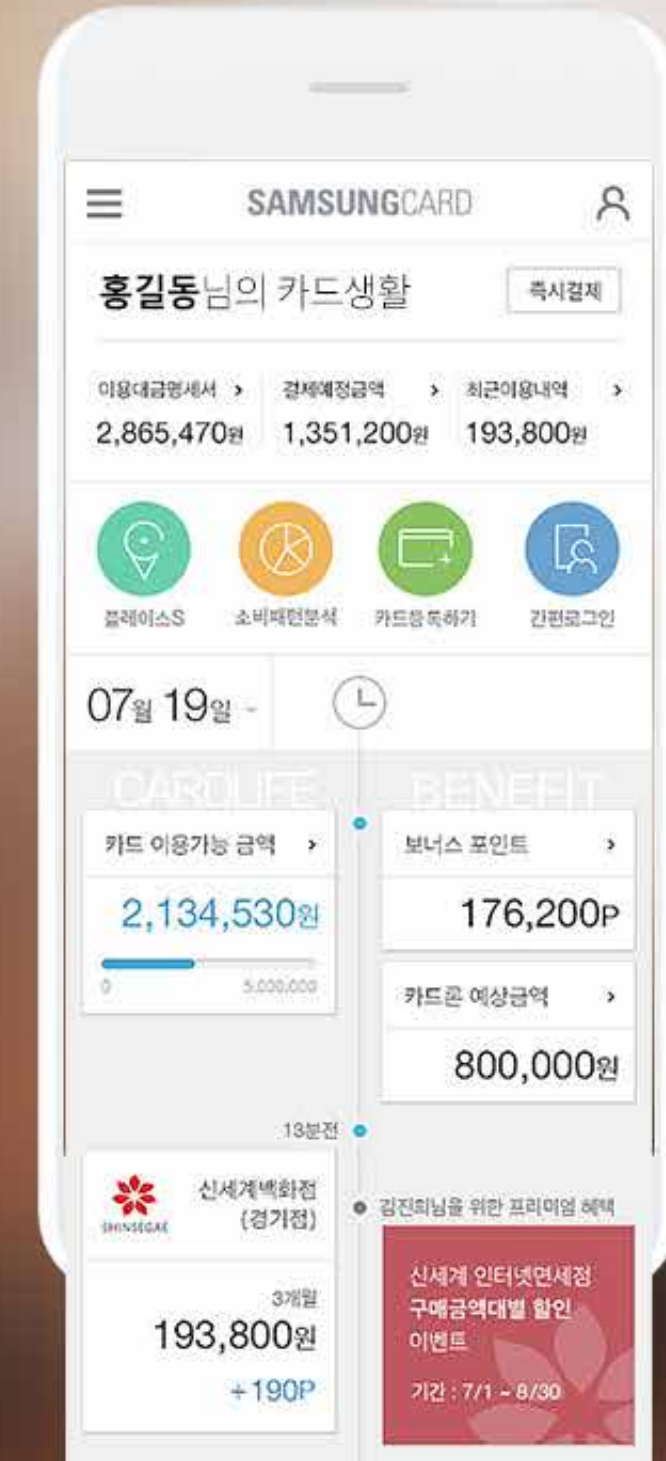 SAMSUNGCARD
홍길동님의 카드생활
즉시결제
이용대금명세서 >
2,865,470원
결제예정금액 >
1,351,200원
최근이용내역 >
193,800원
플레이스S
소비패턴분석
카드등록하기
간편로그인
07월 19일
CARDLIFE
BENEFIT
카드 이용가능 금액 >
2,134,530원
0
5,000,000
보너스 포인트 >
176,200P
카드론 예상금액 >
800,000원
13분전
SHINSEGAE
신세계백화점
(경기점)
3개월
193,800원
+190P
김진희님을 위한 프리미엄 혜택
신세계 인터넷면세점
구매금액대별 할인
이벤트
기간 : 7/1 ~ 8/30